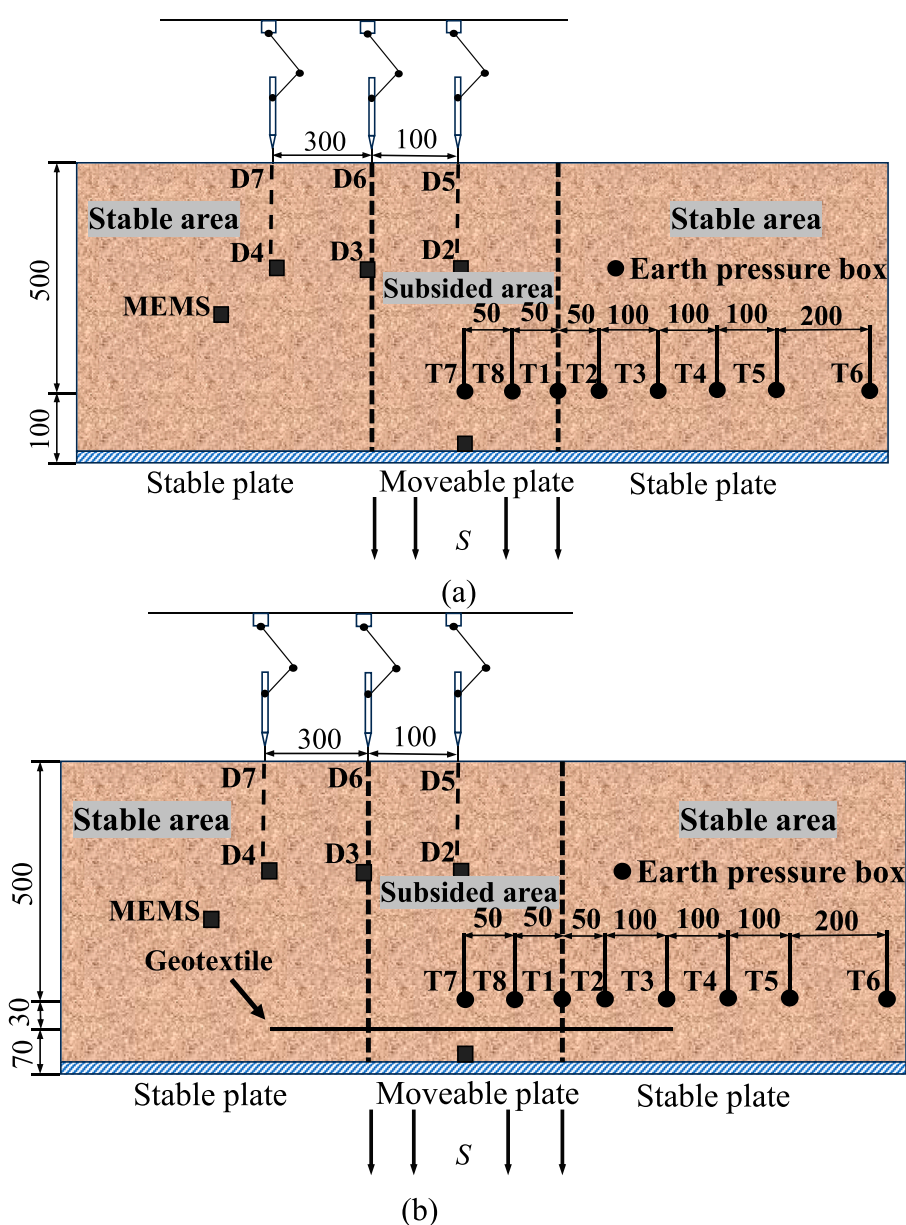 300
100
D7
D6
D5
Stable area
Stable area
D4
D3
D2
Earth pressure box
Subsided area
MEMS
500
50
50
50
100
100
100
200
T7
T8
T1
T2
T3
T4
T5
T6
100
Stable plate
Moveable plate
Stable plate
S
(a)
300
100
D7
D6
D5
Stable area
Stable area
D4
D3
D2
Earth pressure box
Subsided area
500
MEMS
50
50
50
100
100
100
200
Geotextile
T7
T8
T1
T2
T3
T4
T5
T6
30
70
Stable plate
Moveable plate
Stable plate
S
(b)